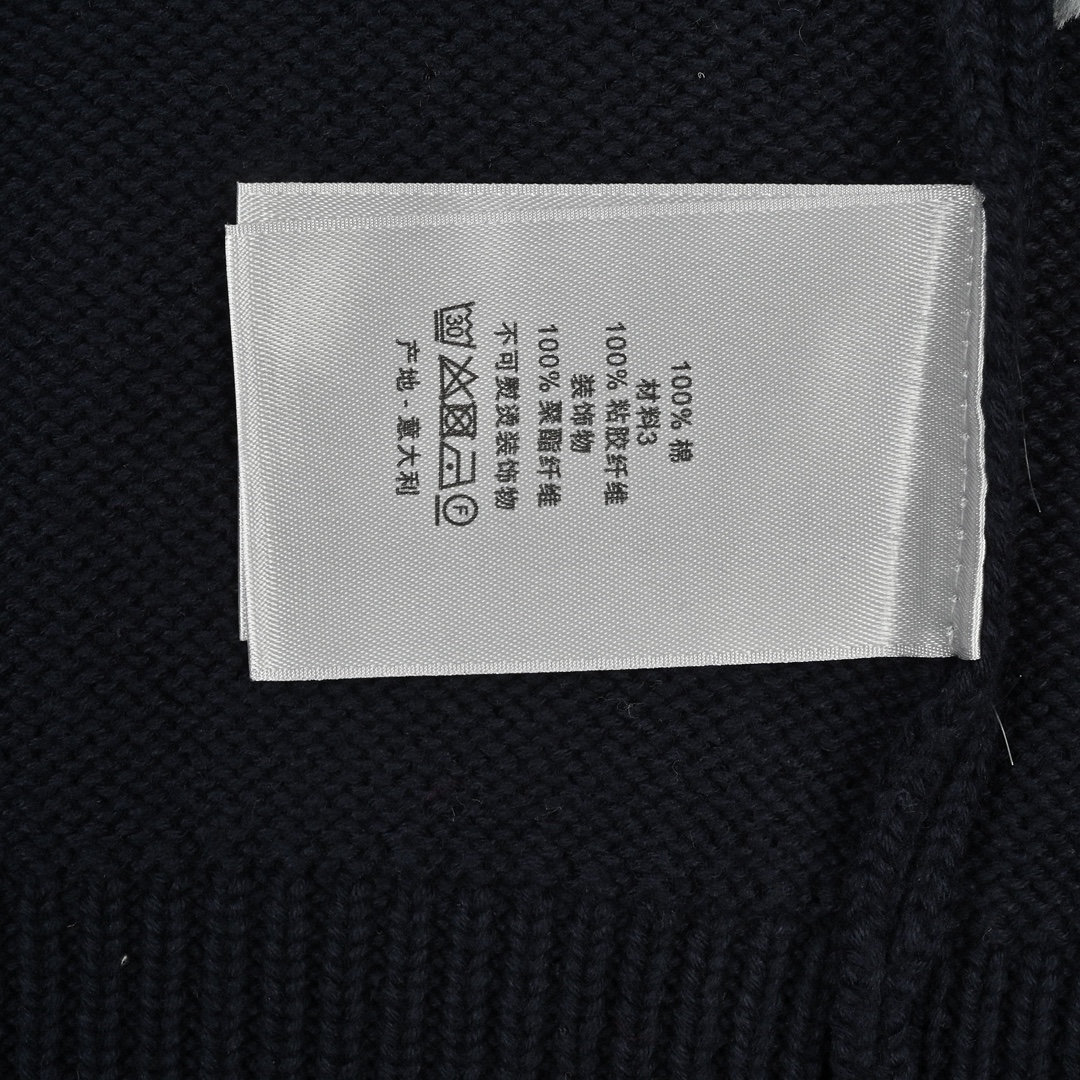 100% 棉
材料3
100% 粘胶纤维
装饰物
100% 聚酯纤维
不可熨烫装饰物
30 F
产地 - 意大利